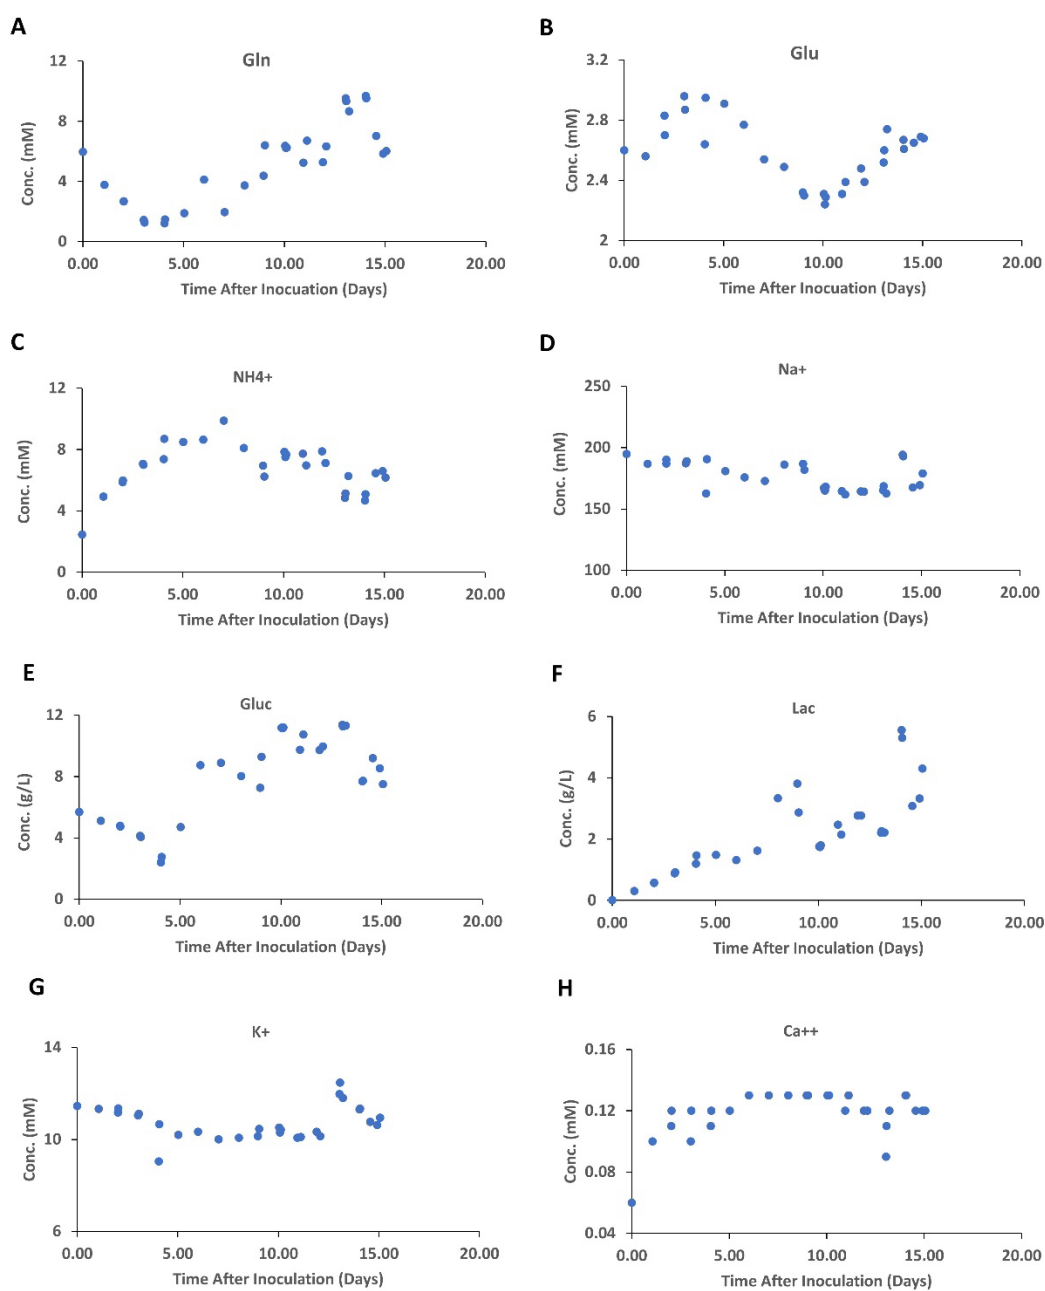 A
B
Gln
Glu
12
8
4
0
Conc. (mM)
0.00 5.00 10.00 15.00 20.00
Time After Inocuation (Days)
3.2
2.8
2.4
2
Conc. (mM)
0.00 5.00 10.00 15.00 20.00
Time After Inocuation (Days)
C
D
NH4+
Na+
12
8
4
0
Conc. (mM)
0.00 5.00 10.00 15.00 20.00
Time After Inoculation (Days)
250
200
150
100
Conc. (mM)
0.00 5.00 10.00 15.00 20.00
Time After Inoculation (Days)
E
F
Gluc
Lac
12
8
4
0
Conc. (g/L)
0.00 5.00 10.00 15.00 20.00
Time After Inoculation (Days)
6
4
2
0
Conc. (g/L)
0.00 5.00 10.00 15.00 20.00
Time After Inoculation (Days)
G
H
K+
Ca++
14
10
6
Conc. (mM)
0.00 5.00 10.00 15.00 20.00
Time After Inoculation (Days)
0.16
0.12
0.08
0.04
Conc. (mM)
0.00 5.00 10.00 15.00 20.00
Time After Inoculation (Days)